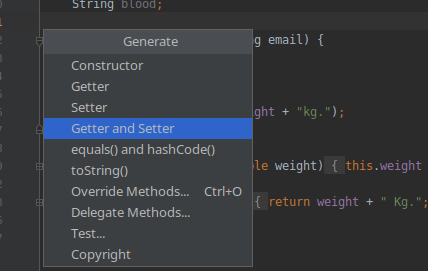 String blood;
Generate
g email) {
Constructor
Getter
Setter
ght + "kg.");
Getter and Setter
equals() and hashCode()
le weight) { this.weight
toString()
Override Methods... Ctrl+O
{ return weight + " Kg.";
Delegate Methods...
Test...
Copyright